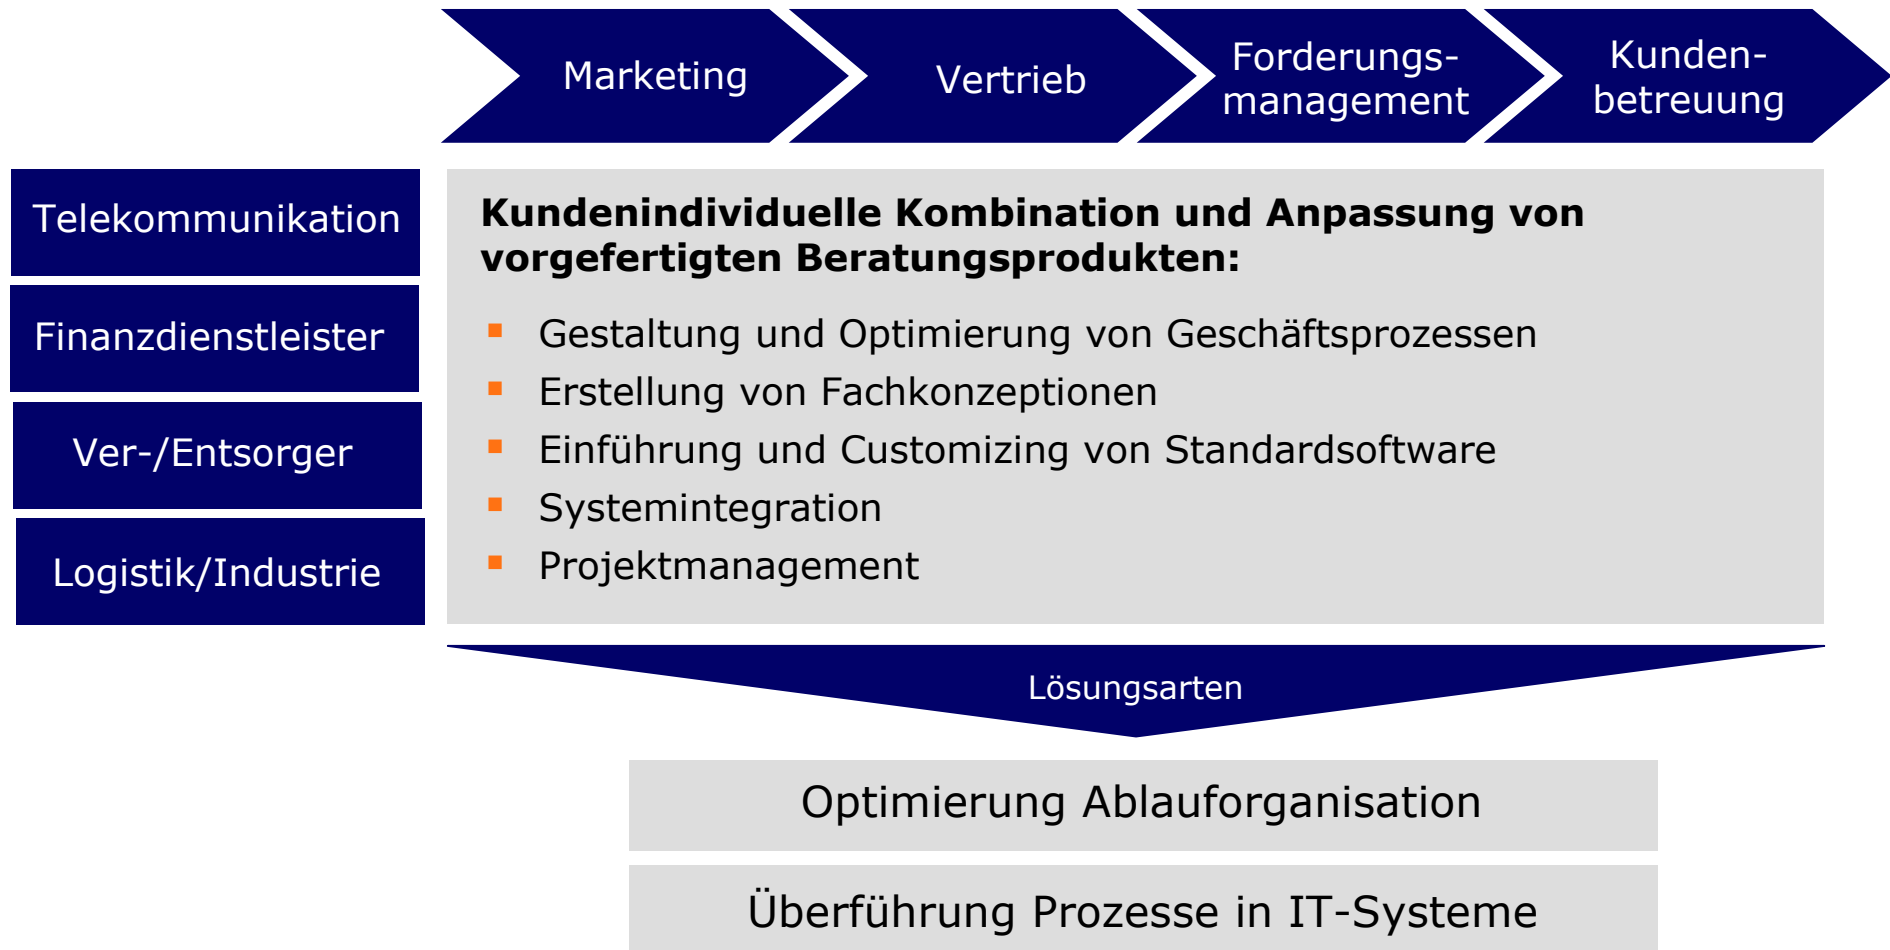 Marketing
Vertrieb
Forderungs-
management
Kunden-
betreuung
Telekommunikation
Finanzdienstleister
Ver-/Entsorger
Logistik/Industrie
Kundenindividuelle Kombination und Anpassung von
vorgefertigten Beratungsprodukten:
Gestaltung und Optimierung von Geschäftsprozessen
Erstellung von Fachkonzeptionen
Einführung und Customizing von Standardsoftware
Systemintegration
Projektmanagement
Lösungsarten
Optimierung Ablauforganisation
Überführung Prozesse in IT-Systeme